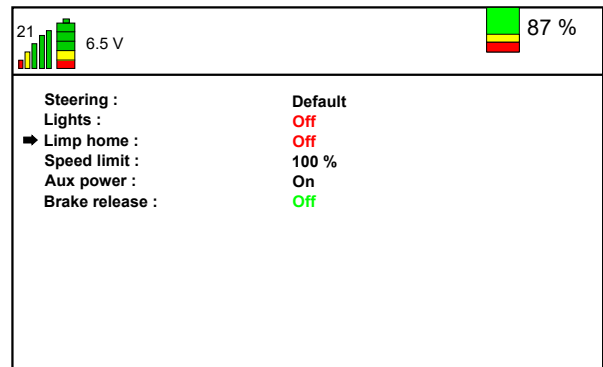 21
6.5 V
87 %
Steering : Default
Lights : Off
Limp home : Off
Speed limit : 100 %
Aux power : On
Brake release : Off